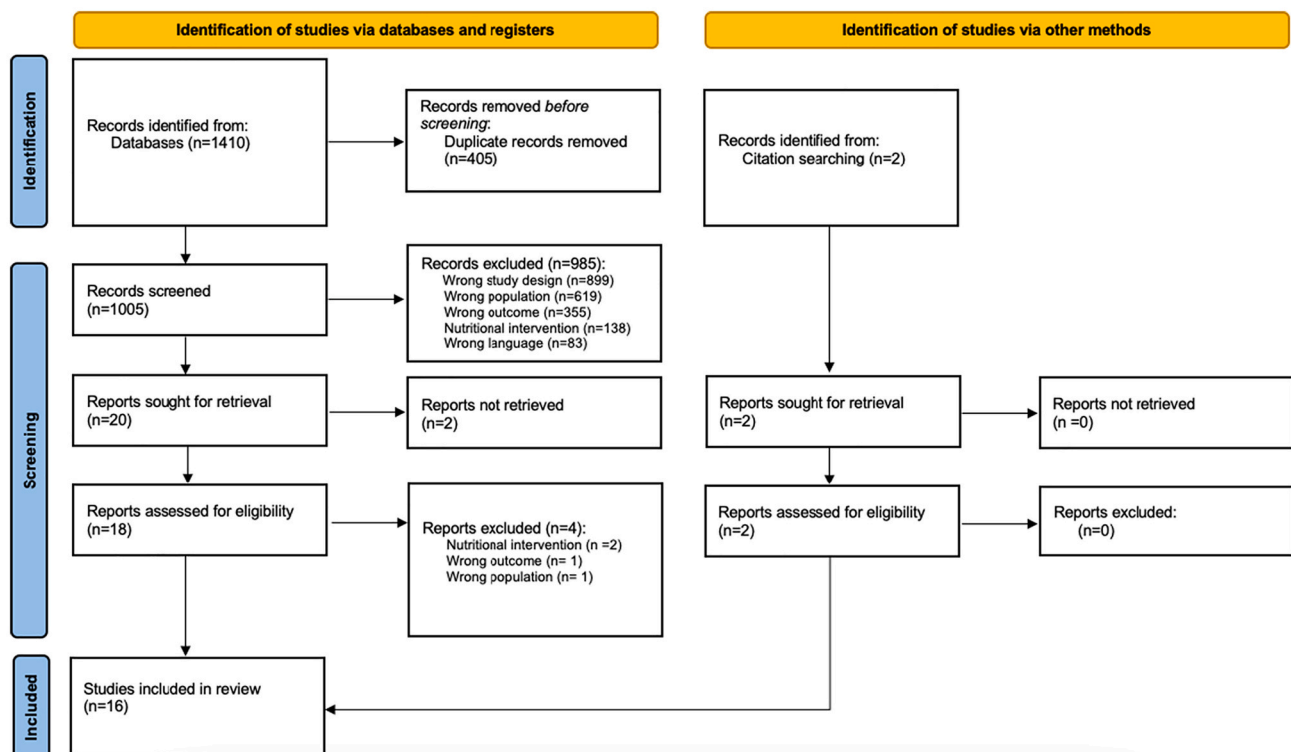 Identification of studies via databases and registers
Identification of studies via other methods
Identification
Records identified from:
Databases (n=1410)
Records removed before
screening:
Duplicate records removed
(n=405)
Records identified from:
Citation searching (n=2)
Screening
Records screened
(n=1005)
Records excluded (n=985):
Wrong study design (n=899)
Wrong population (n=619)
Wrong outcome (n=355)
Nutritional intervention (n=138)
Wrong language (n=83)
Reports sought for retrieval
(n=20)
Reports not retrieved
(n=2)
Reports sought for retrieval
(n=2)
Reports not retrieved
(n =0)
Reports assessed for eligibility
(n=18)
Reports excluded (n=4):
Nutritional intervention (n =2)
Wrong outcome (n= 1)
Wrong population (n= 1)
Reports assessed for eligibility
(n=2)
Reports excluded:
(n=0)
Included
Studies included in review
(n=16)